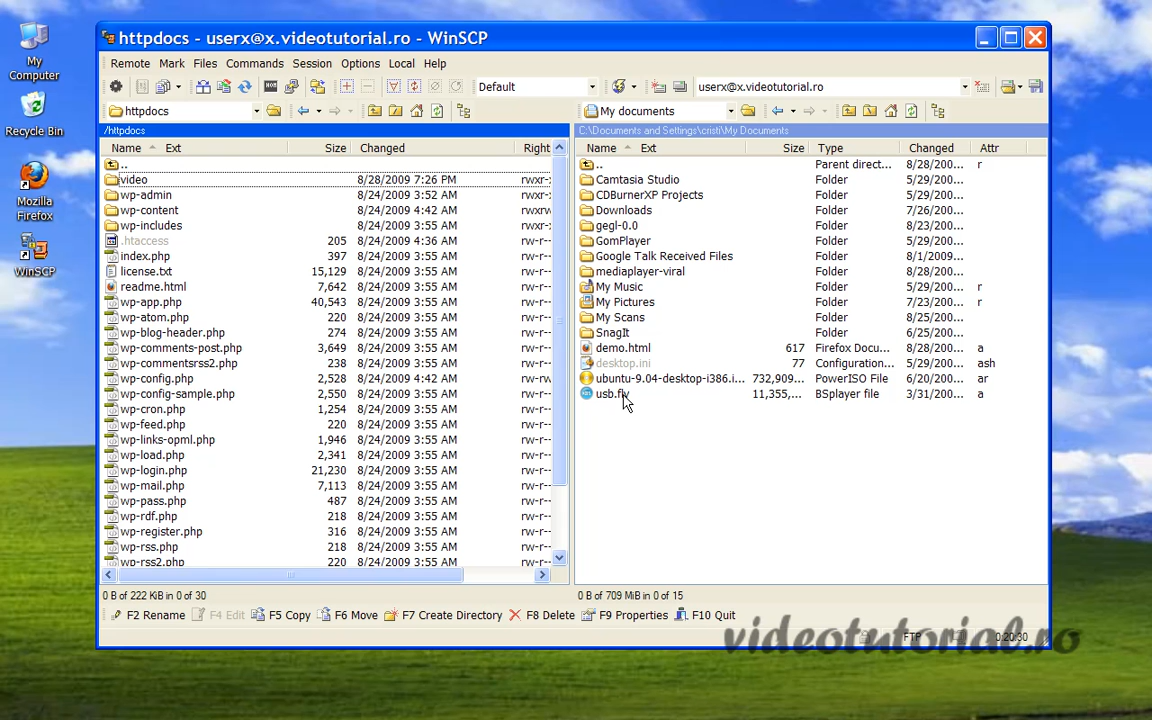 My Computer
Recycle Bin
Mozilla Firefox
WinSCP
httpdocs - userx@x.videotutorial.ro - WinSCP
Remote Mark Files Commands Session Options Local Help
Default userx@x.videotutorial.ro
httpdocs My documents
/httpdocs C:\Documents and Settings\cristi\My Documents
Name Ext Size Changed Right Name Ext Size Type Changed Attr
.. .. Parent direct... 8/28/200... r
video 8/28/2009 7:26 PM rwxr-: Camtasia Studio Folder 5/29/200...
wp-admin 8/24/2009 3:52 AM rwxr-: CDBurnerXP Projects Folder 5/29/200...
wp-content 8/24/2009 4:42 AM rwxrw Downloads Folder 7/26/200...
wp-includes 8/24/2009 3:55 AM rwxr-: gegl-0.0 Folder 8/23/200...
.htaccess 205 8/24/2009 4:36 AM rw-r-- GomPlayer Folder 5/29/200...
index.php 397 8/24/2009 3:55 AM rw-r-- Google Talk Received Files Folder 8/1/2009...
license.txt 15,129 8/24/2009 3:55 AM rw-r-- mediaplayer-viral Folder 8/28/200...
readme.html 7,642 8/24/2009 3:55 AM rw-r-- My Music Folder 5/29/200... r
wp-app.php 40,543 8/24/2009 3:55 AM rw-r-- My Pictures Folder 7/23/200... r
wp-atom.php 220 8/24/2009 3:55 AM rw-r-- My Scans Folder 6/25/200...
wp-blog-header.php 274 8/24/2009 3:55 AM rw-r-- SnagIt Folder 8/25/200...
wp-comments-post.php 3,649 8/24/2009 3:55 AM rw-r-- demo.html 617 Firefox Docu... 8/28/200... a
wp-commentsrss2.php 238 8/24/2009 3:55 AM rw-r-- desktop.ini 77 Configuration... 5/29/200... ash
wp-config.php 2,528 8/24/2009 4:42 AM rw-rw ubuntu-9.04-desktop-i386.i... 732,909... PowerISO File 6/20/200... ar
wp-config-sample.php 2,550 8/24/2009 3:55 AM rw-r-- usb.flv 11,355,... BSplayer file 3/31/200... a
wp-cron.php 1,254 8/24/2009 3:55 AM rw-r--
wp-feed.php 220 8/24/2009 3:55 AM rw-r--
wp-links-opml.php 1,946 8/24/2009 3:55 AM rw-r--
wp-load.php 2,341 8/24/2009 3:55 AM rw-r--
wp-login.php 21,230 8/24/2009 3:55 AM rw-r--
wp-mail.php 7,113 8/24/2009 3:55 AM rw-r--
wp-pass.php 487 8/24/2009 3:55 AM rw-r--
wp-rdf.php 218 8/24/2009 3:55 AM rw-r--
wp-register.php 316 8/24/2009 3:55 AM rw-r--
wp-rss.php 218 8/24/2009 3:55 AM rw-r--
wp-rss2.php 220 8/24/2009 3:55 AM rw-r--
0 B of 222 KiB in 0 of 30 0 B of 709 MiB in 0 of 15
F2 Rename F4 Edit F5 Copy F6 Move F7 Create Directory F8 Delete F9 Properties F10 Quit
FTP 0:20:30
videotutorial.ro